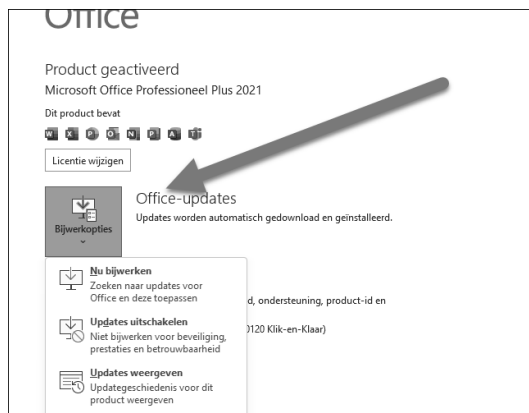 Office
Product geactiveerd
Microsoft Office Professioneel Plus 2021
Dit product bevat
Licentie wijzigen
Office-updates
Updates worden automatisch gedownload en geïnstalleerd.
Bijwerkopties
Nu bijwerken
Zoeken naar updates voor
Office en deze toepassen
d, ondersteuning, product-id en
Updates uitschakelen
Niet bijwerken voor beveiliging,
prestaties en betrouwbaarheid
0120 Klik-en-Klaar)
Updates weergeven
Updategeschiedenis voor dit
product weergeven